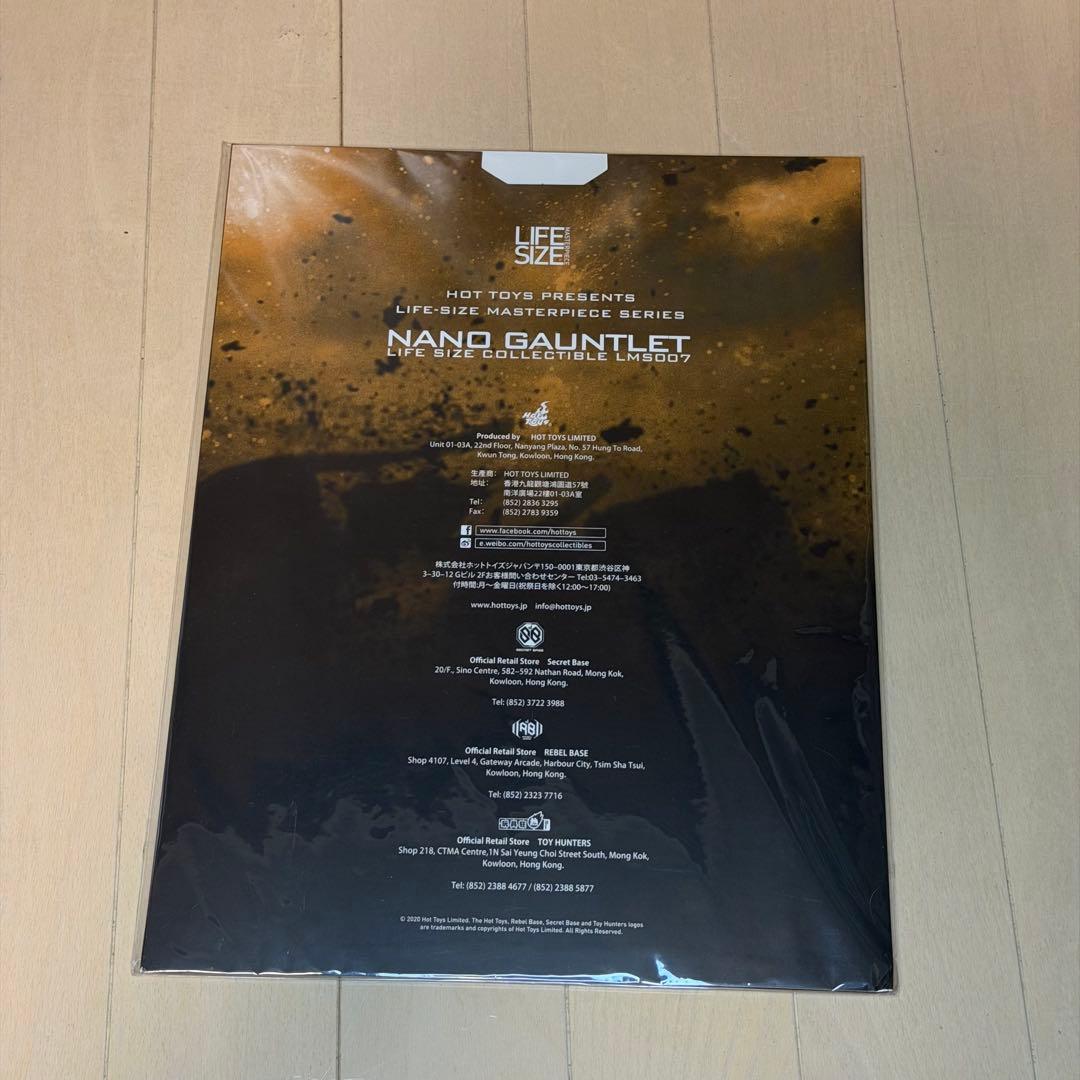 LIFE
SIZE
MASTERPIECE
HOT TOYS PRESENTS
LIFE-SIZE MASTERPIECE SERIES
NANO GAUNTLET
LIFE SIZE COLLECTIBLE LMS007
Hot Toys
Produced by HOT TOYS LIMITED
Unit 01-03A, 22nd Floor, Nanyang Plaza, No. 57 Hung To Road,
Kwun Tong, Kowloon, Hong Kong.
生產商: HOT TOYS LIMITED
地址: 香港九龍觀塘鴻圖道57號
南洋廣場22樓01-03A室
Tel: (852) 2836 3295
Fax: (852) 2783 9359
www.facebook.com/hottoys
e.weibo.com/hottoyscollectibles
株式会社ホットトイズジャパン〒150-0001東京都渋谷区神
3-30-12 Gビル 2Fお客様問い合わせセンター Tel:03-5474-3463
付時間:月～金曜日(祝祭日を除く12:00～17:00)
www.hottoys.jp info@hottoys.jp
SECRET BASE
Official Retail Store Secret Base
20/F., Sino Centre, 582-592 Nathan Road, Mong Kok,
Kowloon, Hong Kong.
Tel: (852) 3722 3988
RB
Official Retail Store REBEL BASE
Shop 4107, Level 4, Gateway Arcade, Harbour City, Tsim Sha Tsui,
Kowloon, Hong Kong.
Tel: (852) 2323 7716
Official Retail Store TOY HUNTERS
Shop 218, CTMA Centre,1N Sai Yeung Choi Street South, Mong Kok,
Kowloon, Hong Kong.
Tel: (852) 2388 4677 / (852) 2388 5877
© 2020 Hot Toys Limited. The Hot Toys, Rebel Base, Secret Base and Toy Hunters logos
are trademarks and copyrights of Hot Toys Limited. All Rights Reserved.